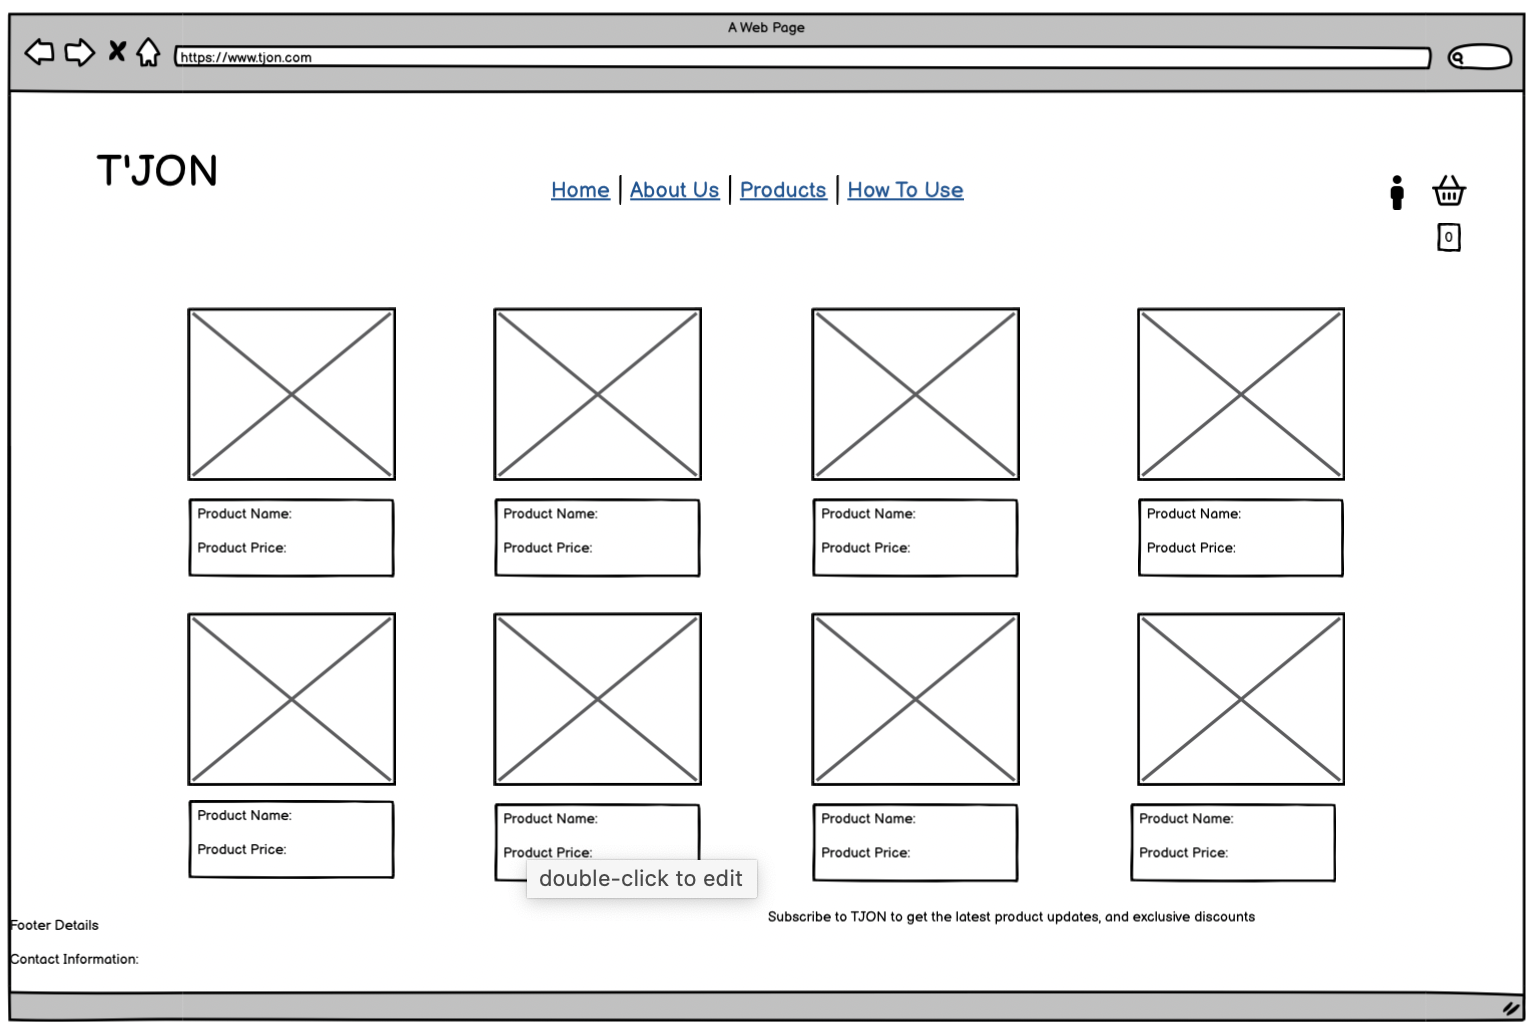 A Web Page
https://www.tjon.com
T'JON
Home About Us Products How To Use
0
Product Name: Product Name: Product Name: Product Name:
Product Price: Product Price: Product Price: Product Price:
Product Name: Product Name: Product Name: Product Name:
Product Price: Product Price: Product Price: Product Price:
double-click to edit
Subscribe to TJON to get the latest product updates, and exclusive discounts
Footer Details
Contact Information: